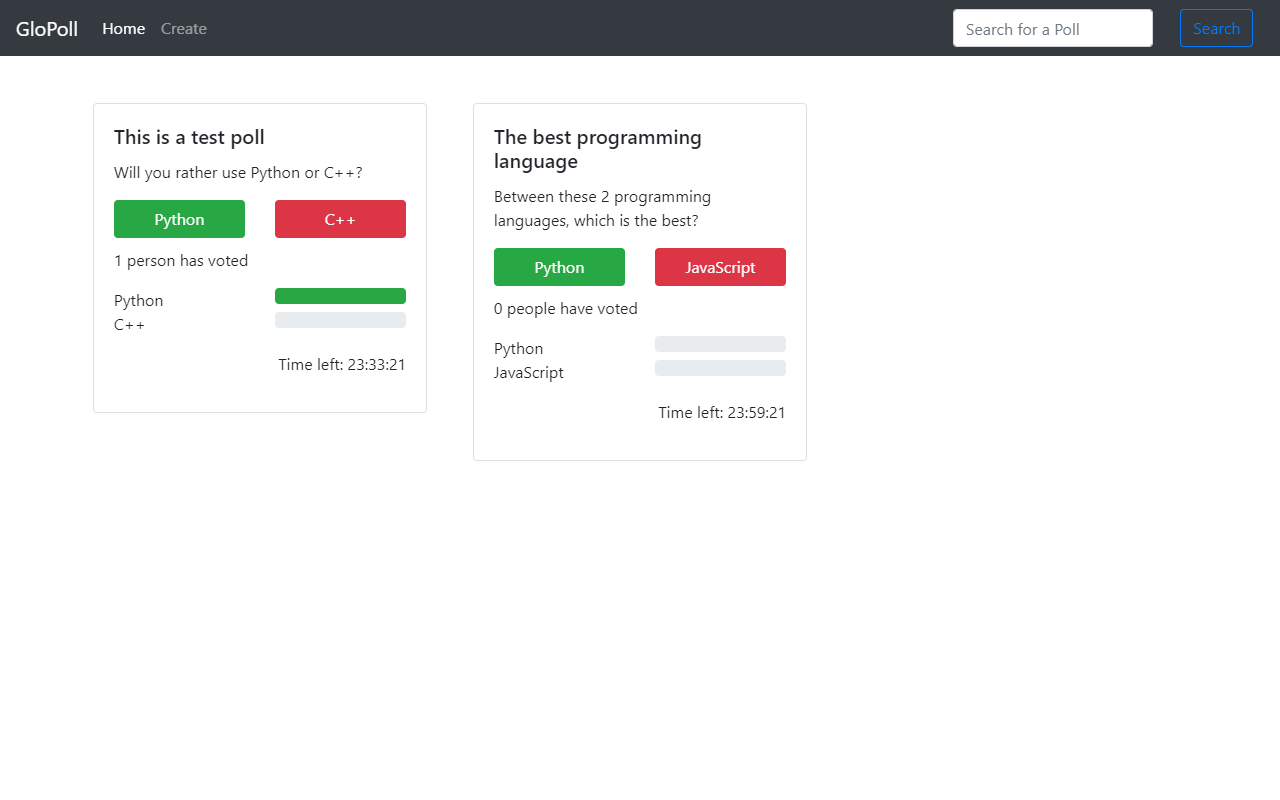 GloPoll Home Create Search for a Poll Search
This is a test poll
Will you rather use Python or C++?
Python C++
1 person has voted
Python
C++
Time left: 23:33:21
The best programming
language
Between these 2 programming
languages, which is the best?
Python JavaScript
0 people have voted
Python
JavaScript
Time left: 23:59:21